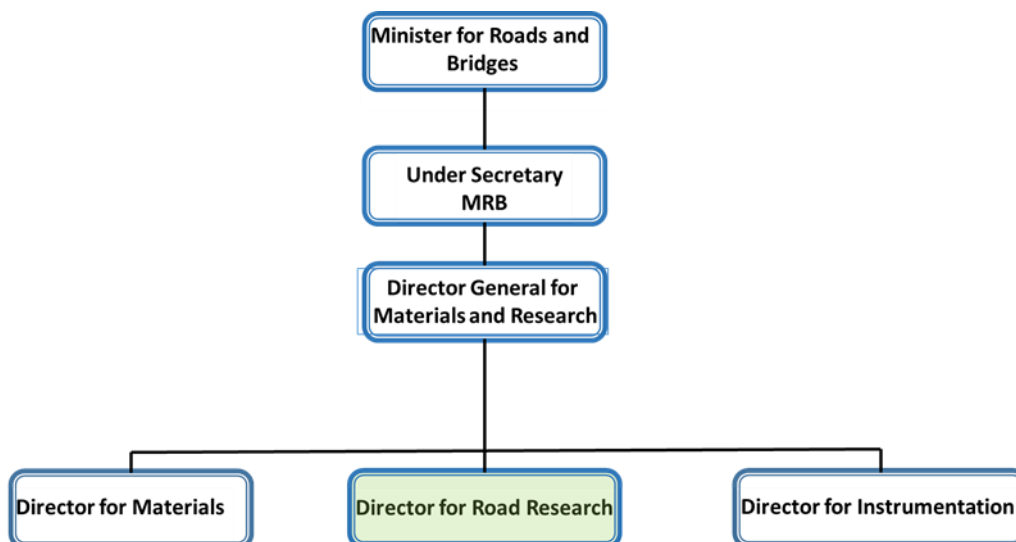 Minister for Roads and
Bridges
Under Secretary
MRB
Director General for
Materials and Research
Director for Materials
Director for Road Research
Director for Instrumentation